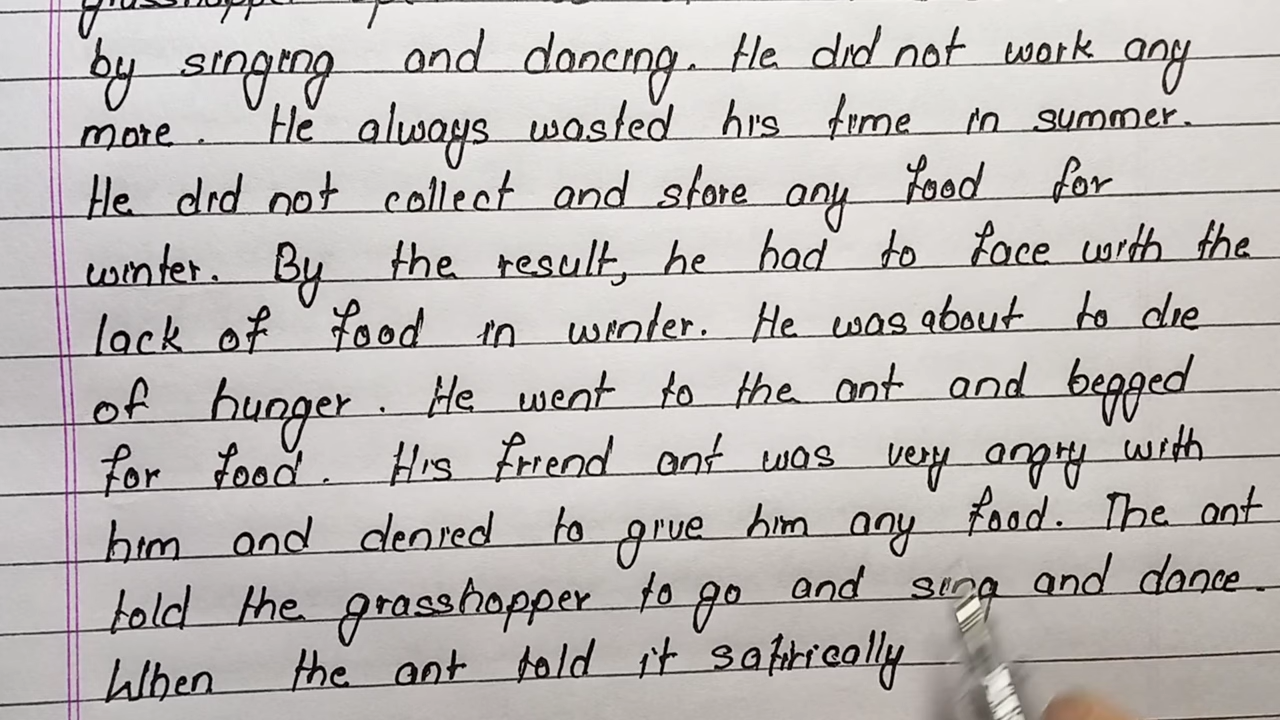 grasshopper
by singing and dancing. He did not work any
more. He always wasted his time in summer.
He did not collect and store any food for
winter. By the result, he had to face with the
lack of food in winter. He was about to die
of hunger. He went to the ant and begged
for food. His friend ant was very angry with
him and denied to give him any food. The ant
told the grasshopper to go and sing and dance.
When the ant told it satirically